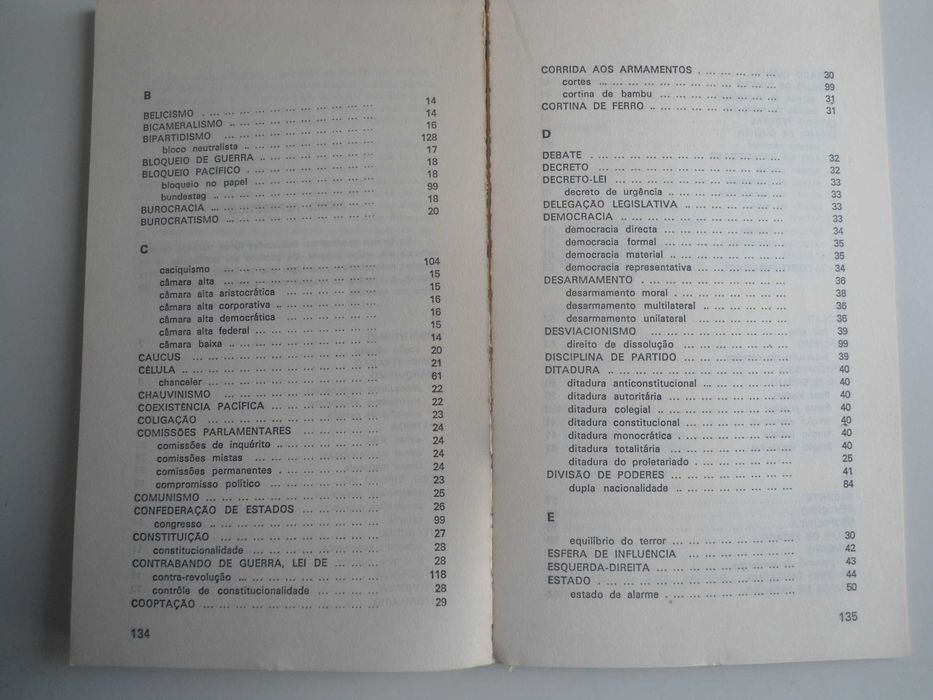 B
BELICISMO . ... ... ... ... ... ... ... 14
BICAMERALISMO .. ... ... ... ... ... ... 14
BIPARTIDISMO ... ... ... ... ... ... ... 16
bloco neutralista .. ... ... ... ... ... 128
BLOQUEIO DE GUERRA .. ... ... ... ... ... 17
BLOQUEIO PACÍFICO . ... ... ... ... ... 18
bloqueio no papel ... ... ... ... ... ... 18
bundestag .. ... ... ... ... ... ... ... 99
BUROCRACIA ... ... ... ... ... ... ... 18
BUROCRATISMO ... ... ... ... ... ... ... 20
C
caciquismo ... ... ... ... ... ... ... 104
câmara alta ... ... ... ... ... ... ... 15
câmara alta aristocrática ... ... ... ... ... 15
câmara alta corporativa .. ... ... ... ... 16
câmara alta democrática ... ... ... ... ... 16
câmara alta federal ... ... ... ... ... ... 15
câmara baixa .. ... ... ... ... ... ... 14
CAUCUS ... ... ... ... ... ... ... ... 20
CÉLULA .. ... ... ... ... ... ... ... ... 21
chanceler ... ... ... ... ... ... ... ... 61
CHAUVINISMO ... ... ... ... ... ... ... 22
COEXISTÊNCIA PACÍFICA ... ... ... ... ... 22
COLIGAÇÃO ... ... ... ... ... ... ... ... 23
COMISSÕES PARLAMENTARES ... ... ... ... 24
comissões de inquérito .. ... ... ... ... 24
comissões mistas ... ... ... ... ... ... 24
comissões permanentes . ... ... ... ... ... 24
compromisso político ... ... ... ... ... 23
COMUNISMO ... ... ... ... ... ... ... ... 25
CONFEDERAÇÃO DE ESTADOS ... ... ... ... 26
congresso .. ... ... ... ... ... ... ... 99
CONSTITUIÇÃO ... ... ... ... ... ... ... 27
constitucionalidade ... ... ... ... ... ... 28
CONTRABANDO DE GUERRA, LEI DE ... ... ... 28
contra-revolução ... ... ... ... ... ... ... 118
contrôle de constitucionalidade ... ... ... 28
COOPTAÇÃO ... ... ... ... ... ... ... ... 29
134
CORRIDA AOS ARMAMENTOS . ... ... ... ... 30
cortes ... ... ... ... ... ... ... ... 99
cortina de bambu ... ... ... ... ... ... 31
CORTINA DE FERRO .. ... ... ... ... ... 31
D
DEBATE . ... ... ... ... ... ... ... ... 32
DECRETO ... ... ... ... ... ... ... ... 32
DECRETO-LEI ... ... ... ... ... ... ... 33
decreto de urgência .. ... ... ... ... ... 33
DELEGAÇÃO LEGISLATIVA .. ... ... ... ... 33
DEMOCRACIA .. ... ... ... ... ... ... ... 33
democracia directa ... ... ... ... ... ... 34
democracia formal ... ... ... ... ... ... 35
democracia material .. ... ... ... ... ... 35
democracia representativa ... ... ... ... ... 34
DESARMAMENTO . ... ... ... ... ... ... 36
desarmamento moral . ... ... ... ... ... 38
desarmamento multilateral ... ... ... ... ... 36
desarmamento unilateral ... ... ... ... ... 36
DESVIACIONISMO ... ... ... ... ... ... ... 39
direito de dissolução ... ... ... ... ... ... 99
DISCIPLINA DE PARTIDO ... ... ... ... ... 39
DITADURA .. ... ... ... ... ... ... ... ... 40
ditadura anticonstitucional ... ... ... ... ... 40
ditadura autoritária ... ... ... ... ... ... 40
ditadura colegial .. ... ... ... ... ... ... 40
ditadura constitucional ... ... ... ... ... 40
ditadura monocrática . ... ... ... ... ... 40
ditadura totalitária ... ... ... ... ... ... 40
ditadura do proletariado . ... ... ... ... ... 25
DIVISÃO DE PODERES ... ... ... ... ... ... 41
dupla nacionalidade .. ... ... ... ... ... 84
E
equilíbrio do terror ... ... ... ... ... ... 30
ESFERA DE INFLUÊNCIA ... ... ... ... ... 42
ESQUERDA-DIREITA ... ... ... ... ... ... 43
ESTADO . ... ... ... ... ... ... ... ... 44
estado de alarme . ... ... ... ... ... ... 50
135